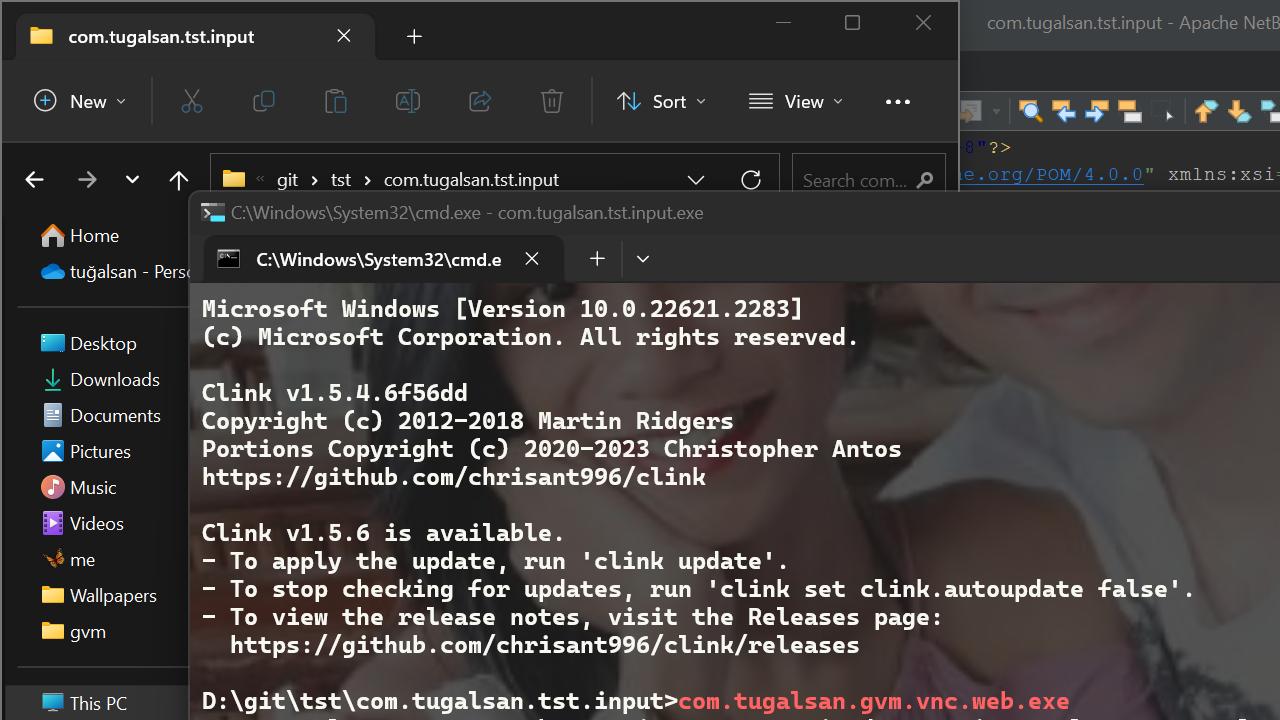 com.tugalsan.tst.input
com.tugalsan.tst.input - Apache NetB
New
Sort
View
8"?>
git
tst
com.tugalsan.tst.input
Search com...
ne.org/POM/4.0.0" xmlns:xsi=
C:\Windows\System32\cmd.exe - com.tugalsan.tst.input.exe
C:\Windows\System32\cmd.e
Home
tuğalsan - Perso
Desktop
Downloads
Documents
Pictures
Music
Videos
me
Wallpapers
gvm
This PC
Microsoft Windows [Version 10.0.22621.2283]
(c) Microsoft Corporation. All rights reserved.
Clink v1.5.4.6f56dd
Copyright (c) 2012-2018 Martin Ridgers
Portions Copyright (c) 2020-2023 Christopher Antos
https://github.com/chrisant996/clink
Clink v1.5.6 is available.
- To apply the update, run 'clink update'.
- To stop checking for updates, run 'clink set clink.autoupdate false'.
- To view the release notes, visit the Releases page:
https://github.com/chrisant996/clink/releases
D:\git\tst\com.tugalsan.tst.input>com.tugalsan.gvm.vnc.web.exe